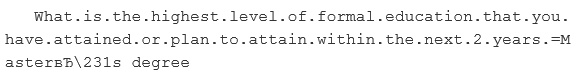 What.is.the.highest.level.of.formal.education.that.you.
have.attained.or.plan.to.attain.within.the.next.2.years.=M
asterвЂ\231s degree